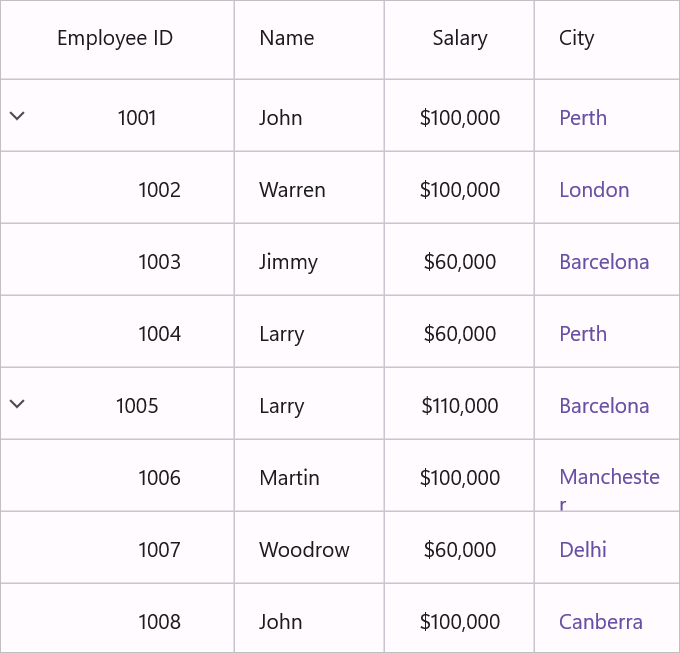 Employee ID Name Salary City
1001 John $100,000 Perth
1002 Warren $100,000 London
1003 Jimmy $60,000 Barcelona
1004 Larry $60,000 Perth
1005 Larry $110,000 Barcelona
1006 Martin $100,000 Mancheste
r
1007 Woodrow $60,000 Delhi
1008 John $100,000 Canberra